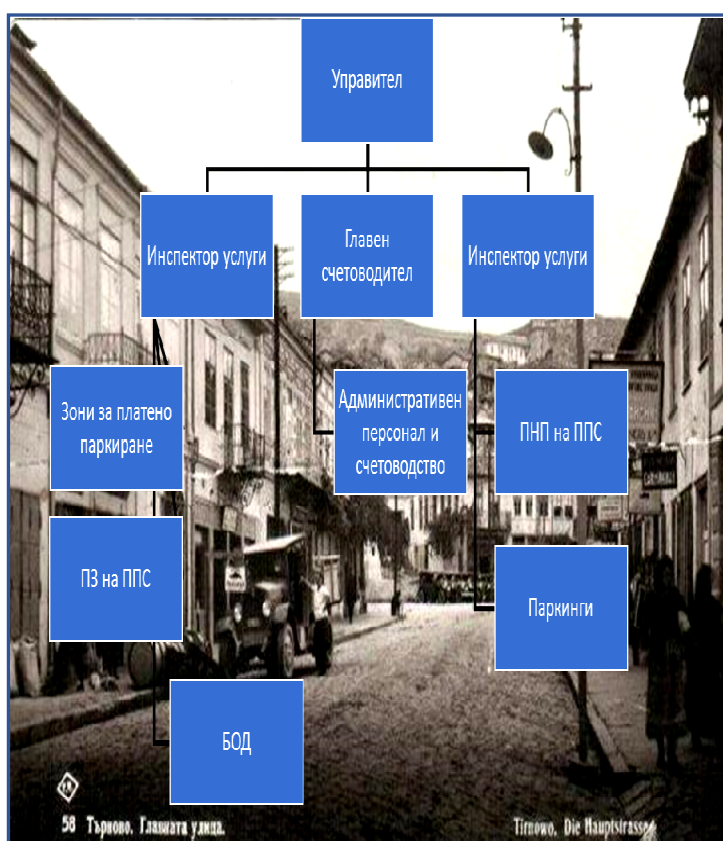 Управител
Инспектор услуги
Главен
счетоводител
Инспектор услуги
Зони за платено
паркиране
Административен
персонал и
счетоводство
ПНП на ППС
ПЗ на ППС
Паркинги
БОД
58 Търново. Главната улица.
Tirnowo. Die Hauptstrasse